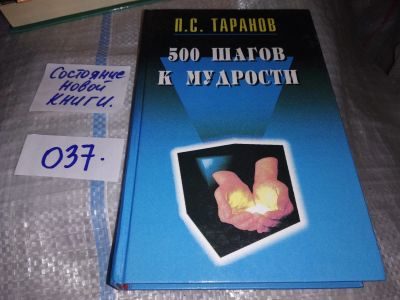 П.С. ТАРАНОВ
500 ШАГОВ
К МУДРОСТИ
Состояние
новой
книги.
037.